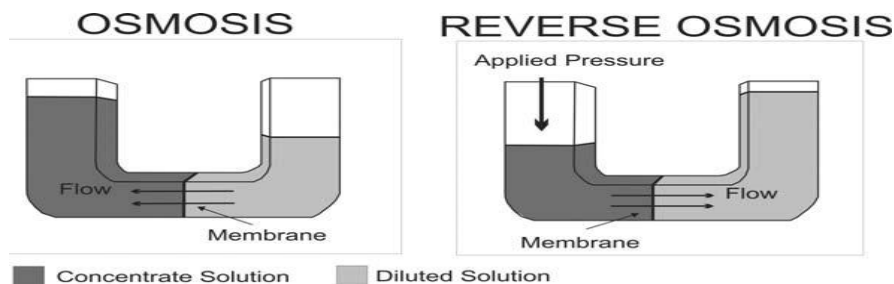 OSMOSIS
Flow
Membrane
REVERSE OSMOSIS
Applied Pressure
Flow
Membrane
Concentrate Solution
Diluted Solution